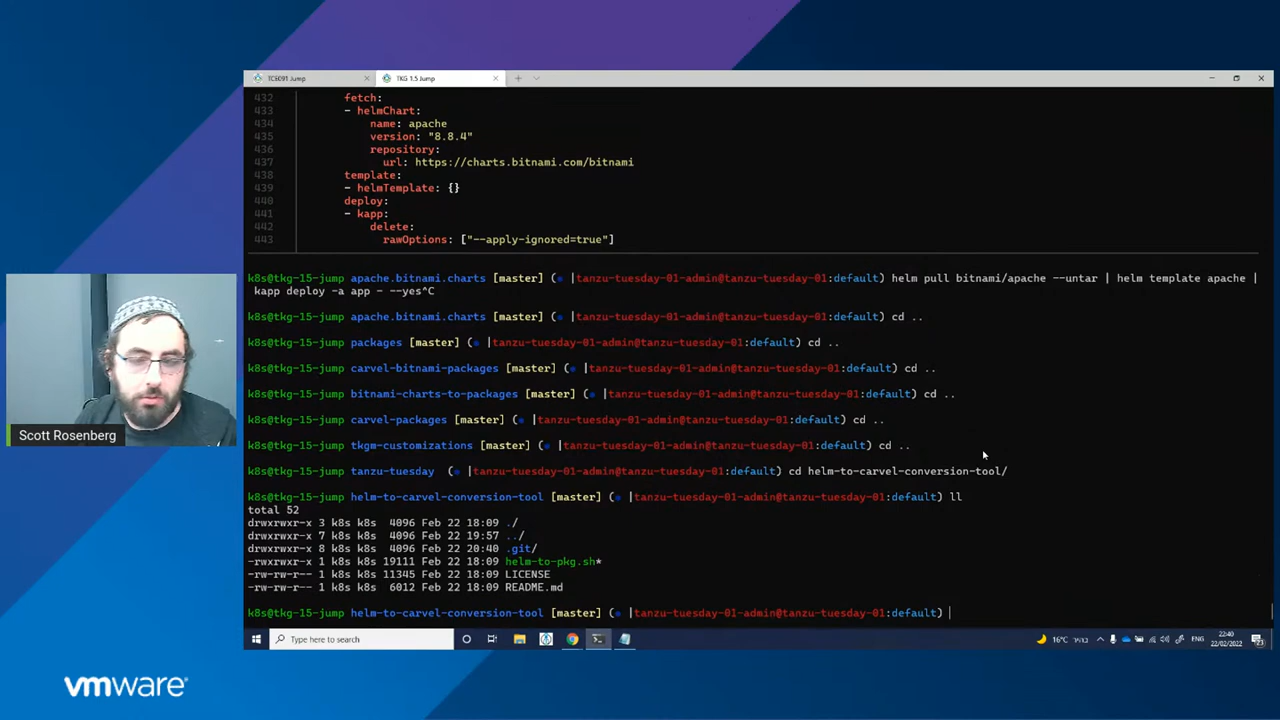 TCE091 Jump
TKG 1.5 Jump
432 fetch:
433 - helmChart:
434 name: apache
435 version: "8.8.4"
436 repository:
437 url: https://charts.bitnami.com/bitnami
438 template:
439 - helmTemplate: {}
440 deploy:
441 - kapp:
442 delete:
443 rawOptions: ["--apply-ignored=true"]
k8s@tkg-15-jump apache.bitnami.charts [master] (⎈ |tanzu-tuesday-01-admin@tanzu-tuesday-01:default) helm pull bitnami/apache --untar | helm template apache |
kapp deploy -a app - --yes^C
k8s@tkg-15-jump apache.bitnami.charts [master] (⎈ |tanzu-tuesday-01-admin@tanzu-tuesday-01:default) cd ..
k8s@tkg-15-jump packages [master] (⎈ |tanzu-tuesday-01-admin@tanzu-tuesday-01:default) cd ..
k8s@tkg-15-jump carvel-bitnami-packages [master] (⎈ |tanzu-tuesday-01-admin@tanzu-tuesday-01:default) cd ..
k8s@tkg-15-jump bitnami-charts-to-packages [master] (⎈ |tanzu-tuesday-01-admin@tanzu-tuesday-01:default) cd ..
k8s@tkg-15-jump carvel-packages [master] (⎈ |tanzu-tuesday-01-admin@tanzu-tuesday-01:default) cd ..
k8s@tkg-15-jump tkgm-customizations [master] (⎈ |tanzu-tuesday-01-admin@tanzu-tuesday-01:default) cd ..
k8s@tkg-15-jump tanzu-tuesday (⎈ |tanzu-tuesday-01-admin@tanzu-tuesday-01:default) cd helm-to-carvel-conversion-tool/
k8s@tkg-15-jump helm-to-carvel-conversion-tool [master] (⎈ |tanzu-tuesday-01-admin@tanzu-tuesday-01:default) ll
total 52
drwxrwxr-x 3 k8s k8s 4096 Feb 22 18:09 ./
drwxrwxr-x 7 k8s k8s 4096 Feb 22 19:57 ../
drwxrwxr-x 8 k8s k8s 4096 Feb 22 20:40 .git/
-rwxrwxr-x 1 k8s k8s 19111 Feb 22 18:09 helm-to-pkg.sh*
-rw-rw-r-- 1 k8s k8s 11345 Feb 22 18:09 LICENSE
-rw-rw-r-- 1 k8s k8s 6012 Feb 22 18:09 README.md
k8s@tkg-15-jump helm-to-carvel-conversion-tool [master] (⎈ |tanzu-tuesday-01-admin@tanzu-tuesday-01:default)
Scott Rosenberg
Type here to search
16°C בהיר
ENG
22:40
22/02/2022
vmware®